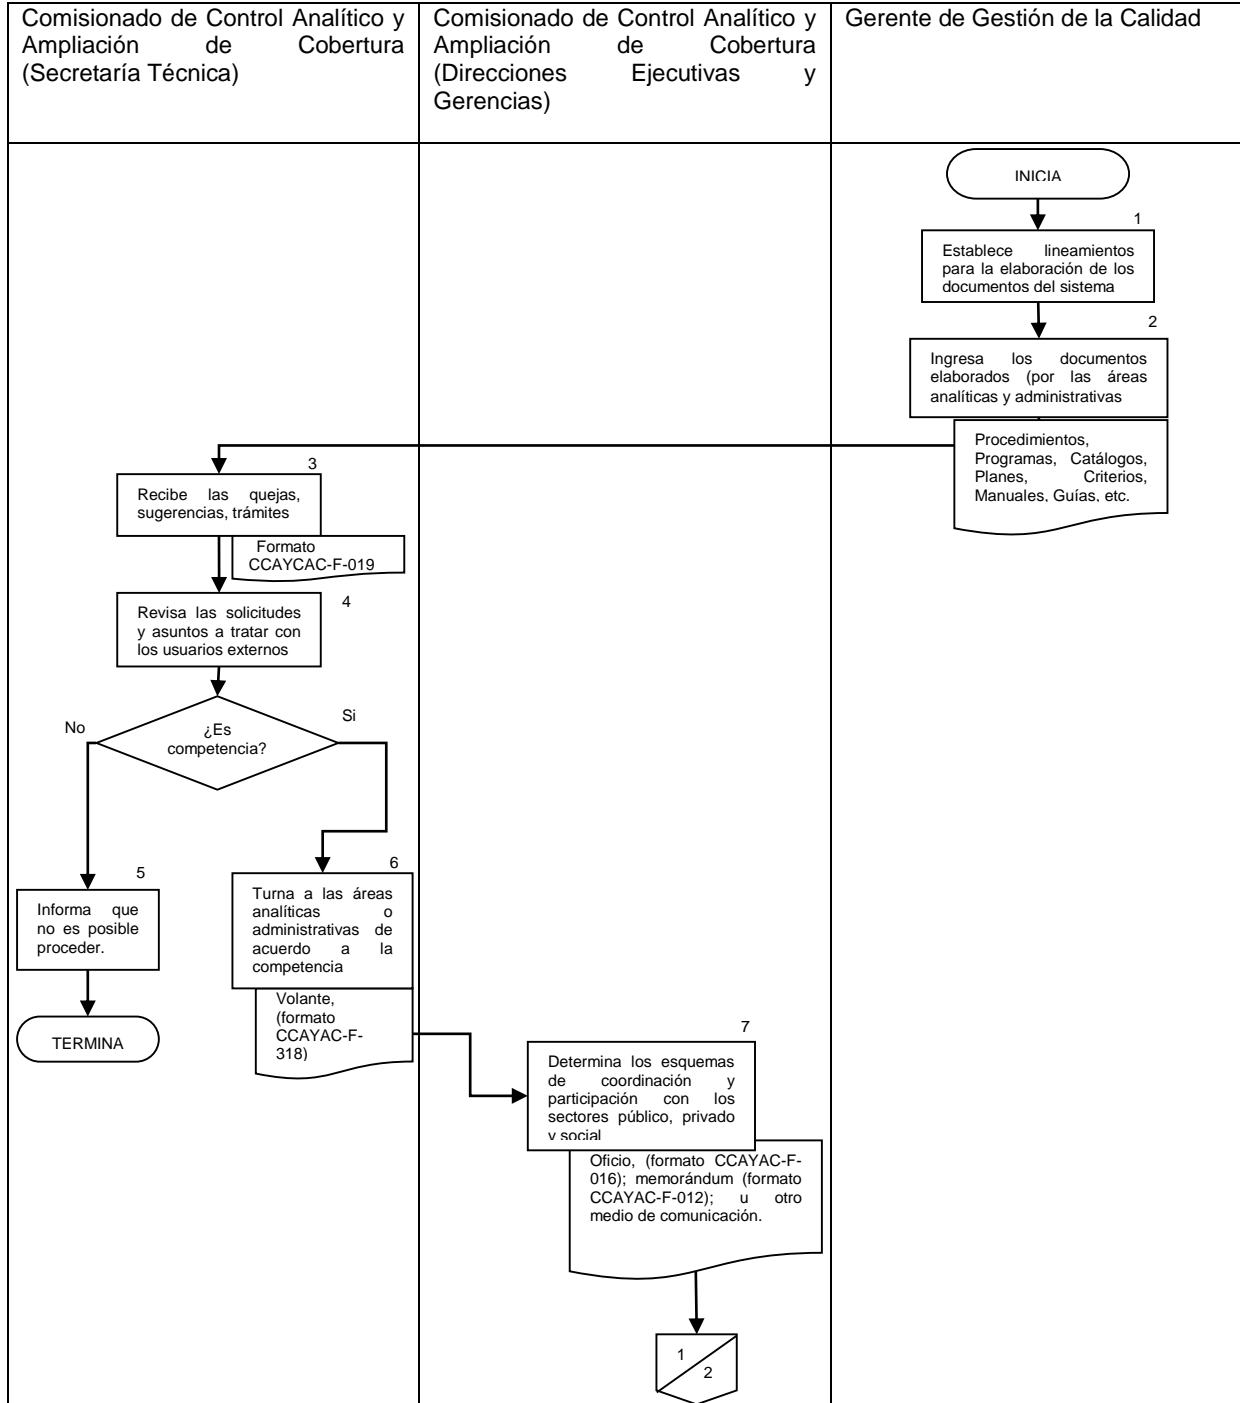 Comisionado de Control Analítico y
Ampliación de Cobertura
(Secretaría Técnica)
Comisionado de Control Analítico y
Ampliación de Cobertura
(Direcciones Ejecutivas y
Gerencias)
Gerente de Gestión de la Calidad
INICIA
1
Establece lineamientos
para la elaboración de los
documentos del sistema
2
Ingresa los documentos
elaborados (por las áreas
analíticas y administrativas
Procedimientos,
Programas, Catálogos,
Planes, Criterios,
Manuales, Guías, etc.
3
Recibe las quejas,
sugerencias, trámites
Formato
CCAYCAC-F-019
4
Revisa las solicitudes
y asuntos a tratar con
los usuarios externos
¿Es
competencia?
No
Si
5
Informa que
no es posible
proceder.
TERMINA
6
Turna a las áreas
analíticas o
administrativas de
acuerdo a la
competencia
Volante,
(formato
CCAYAC-F-
318)
7
Determina los esquemas
de coordinación y
participación con los
sectores público, privado
y social
Oficio, (formato CCAYAC-F-
016); memorándum (formato
CCAYAC-F-012); u otro
medio de comunicación.
1
2